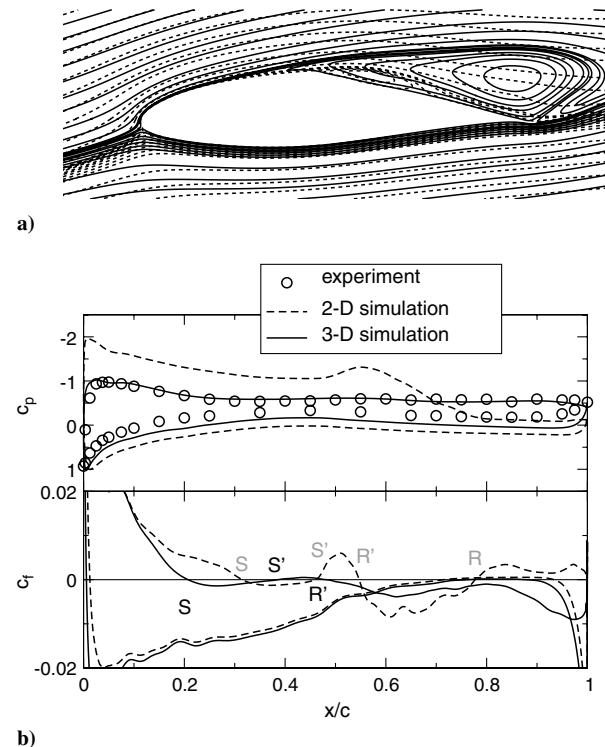 a)
experiment
2-D simulation
3-D simulation
-2
-1
0
1
c_p
0.02
0
-0.02
c_f
S S' S' R' R
S R'
0 0.2 0.4 0.6 0.8 1
x/c
b)